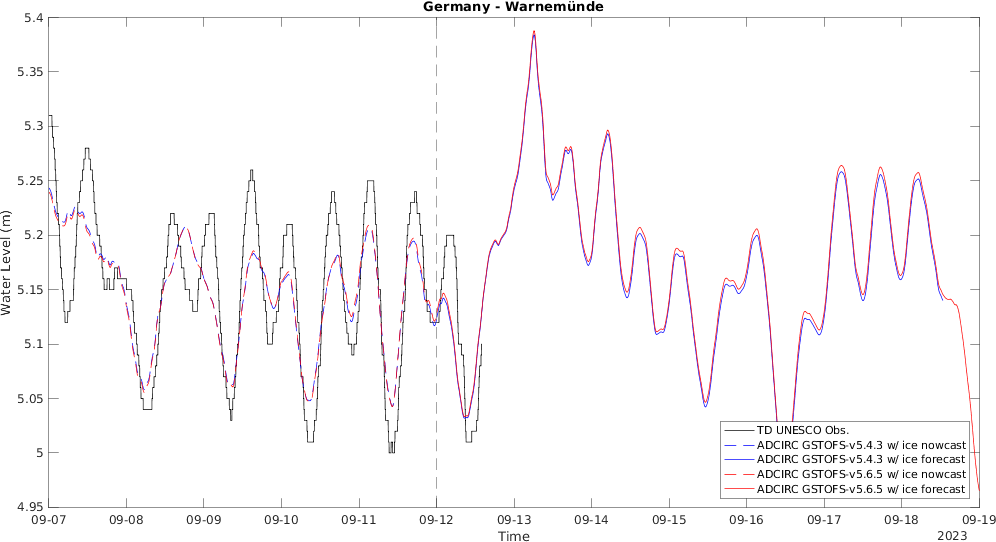 Germany - Warnemünde
5.4
5.35
5.3
5.25
5.2
5.15
5.1
5.05
5
4.95
Water Level (m)
09-07 09-08 09-09 09-10 09-11 09-12 09-13 09-14 09-15 09-16 09-17 09-18 09-19
Time
2023
TD UNESCO Obs.
ADCIRC GSTOFS-v5.4.3 w/ ice nowcast
ADCIRC GSTOFS-v5.4.3 w/ ice forecast
ADCIRC GSTOFS-v5.6.5 w/ ice nowcast
ADCIRC GSTOFS-v5.6.5 w/ ice forecast